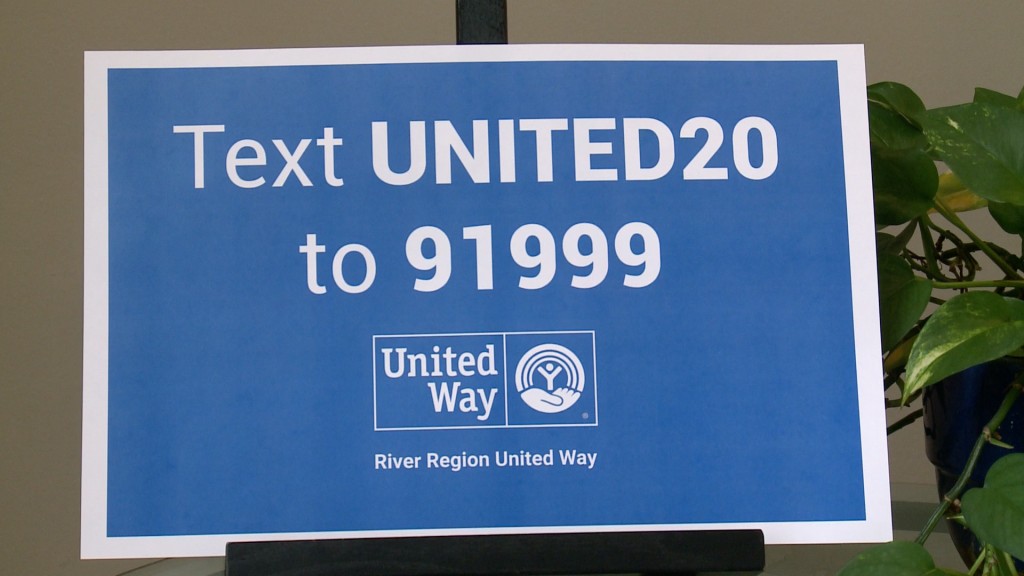 Text UNITED20
to 91999
United
Way
®
River Region United Way